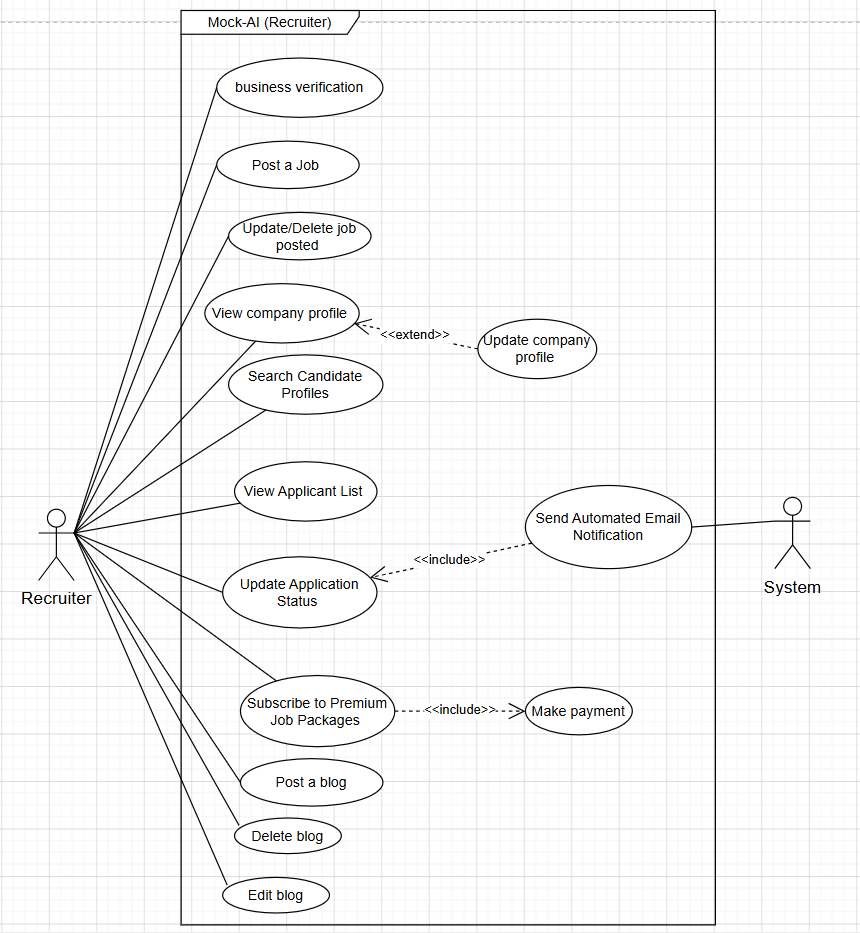 Mock-AI (Recruiter)
business verification
Post a Job
Update/Delete job
posted
View company profile
<<extend>>
Update company
profile
Search Candidate
Profiles
View Applicant List
Send Automated Email
Notification
<<include>>
Update Application
Status
Recruiter
System
Subscribe to Premium
Job Packages
<<include>>
Make payment
Post a blog
Delete blog
Edit blog